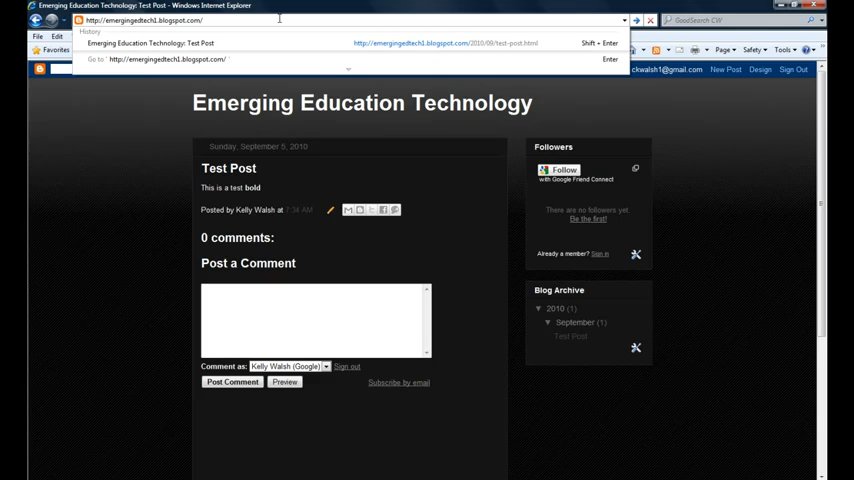 Emerging Education Technology: Test Post - Windows Internet Explorer
http://emergingedtech1.blogspot.com/
GoodSearch CW
File Edit
History
Emerging Education Technology: Test Post http://emergingedtech1.blogspot.com/2010/09/test-post.html Shift + Enter
Go to ' http://emergingedtech1.blogspot.com/ ' Enter
Favorites Page Safety Tools
ckwalsh1@gmail.com New Post Design Sign Out
Emerging Education Technology
Sunday, September 5, 2010
Test Post
This is a test bold
Posted by Kelly Walsh at 7:34 AM
0 comments:
Post a Comment
Comment as: Kelly Walsh (Google) Sign out
Post Comment Preview Subscribe by email
Followers
Follow
with Google Friend Connect
There are no followers yet.
Be the first!
Already a member? Sign in
Blog Archive
▼ 2010 (1)
▼ September (1)
Test Post